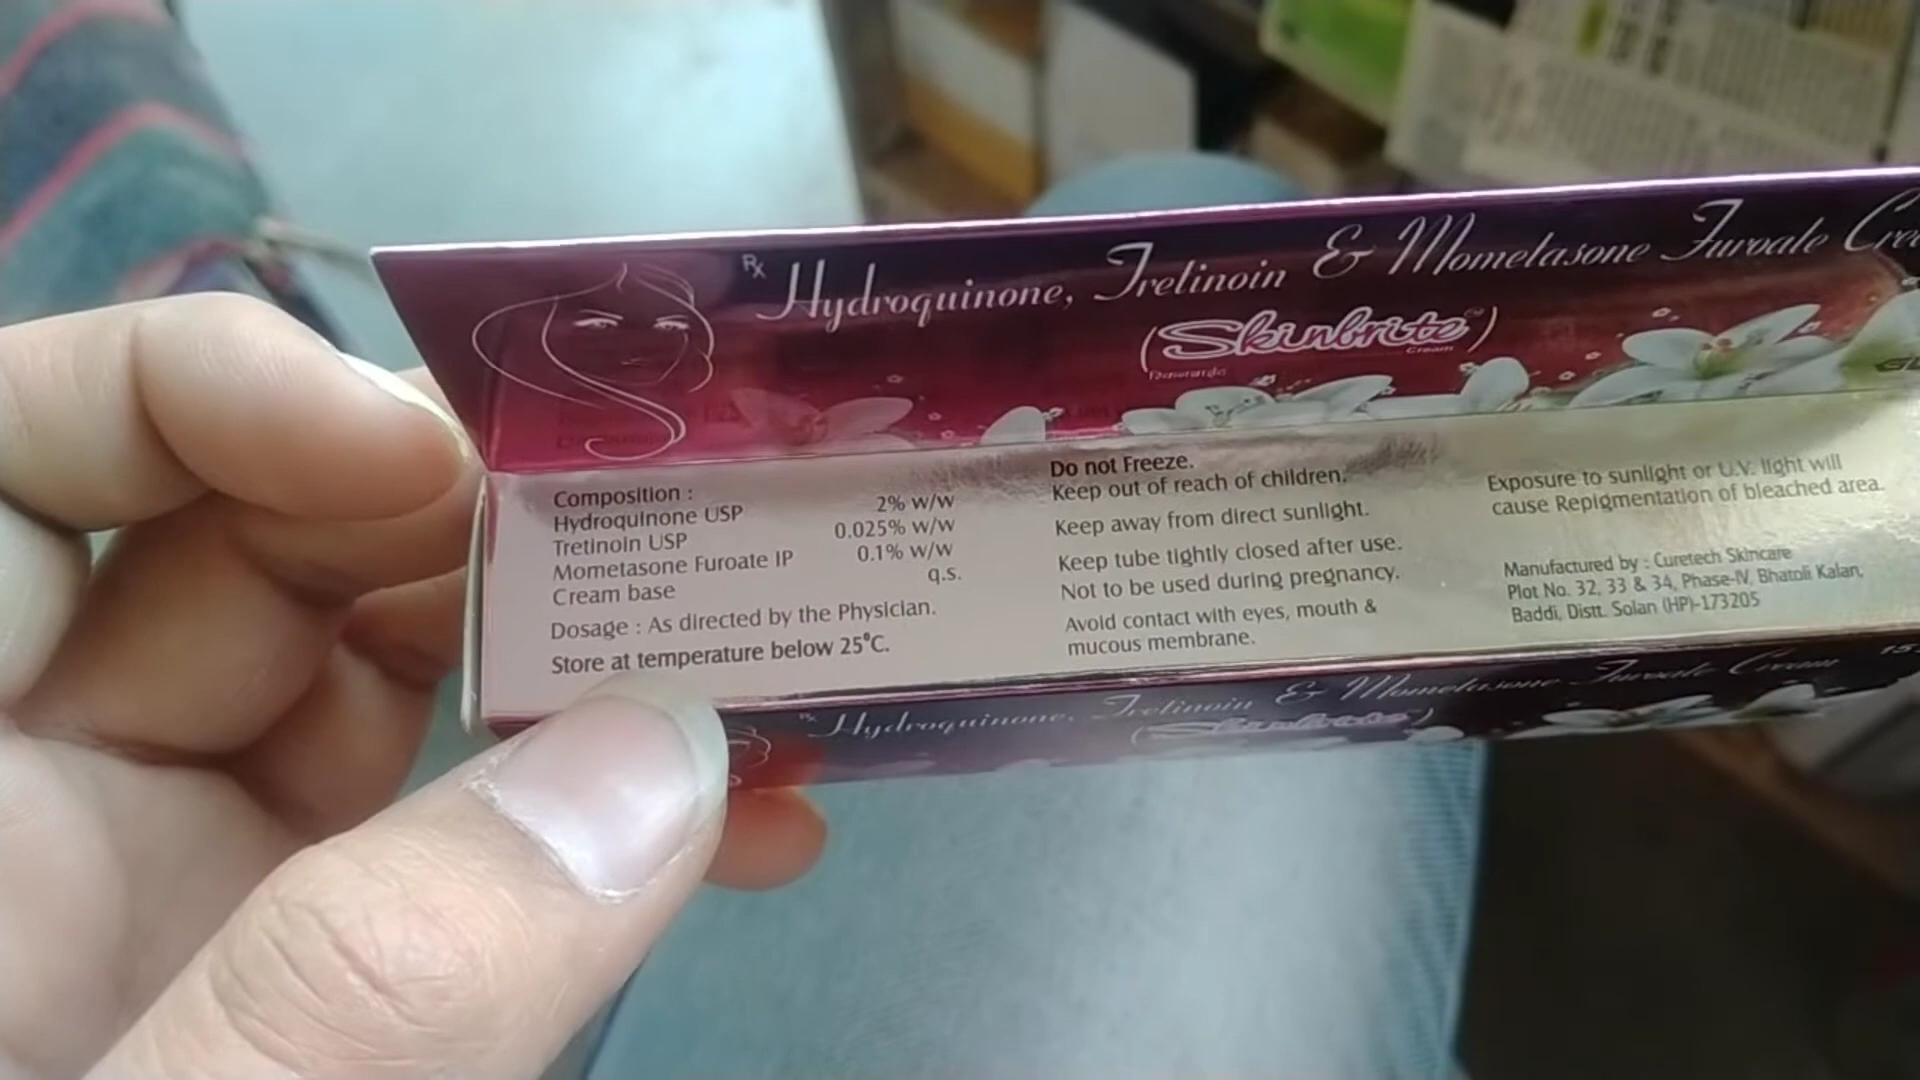 Rx Hydroquinone, Tretinoin & Mometasone Furoate
(Skinbrite)
Cream
Composition :
Hydroquinone USP 2% w/w
Tretinoin USP 0.025% w/w
Mometasone Furoate IP 0.1% w/w
Cream base q.s.
Dosage : As directed by the Physician.
Store at temperature below 25°C.
Do not Freeze.
Keep out of reach of children.
Keep away from direct sunlight.
Keep tube tightly closed after use.
Not to be used during pregnancy.
Avoid contact with eyes, mouth &
mucous membrane.
Exposure to sunlight or U.V. light will
cause Repigmentation of bleached area.
Manufactured by : Curetech Skincare
Plot No. 32, 33 & 34, Phase-IV, Bhatoli Kalan,
Baddi, Distt. Solan (HP)-173205
Rx Hydroquinone, Tretinoin & Mometasone Furoate Cream
(Skinbrite)